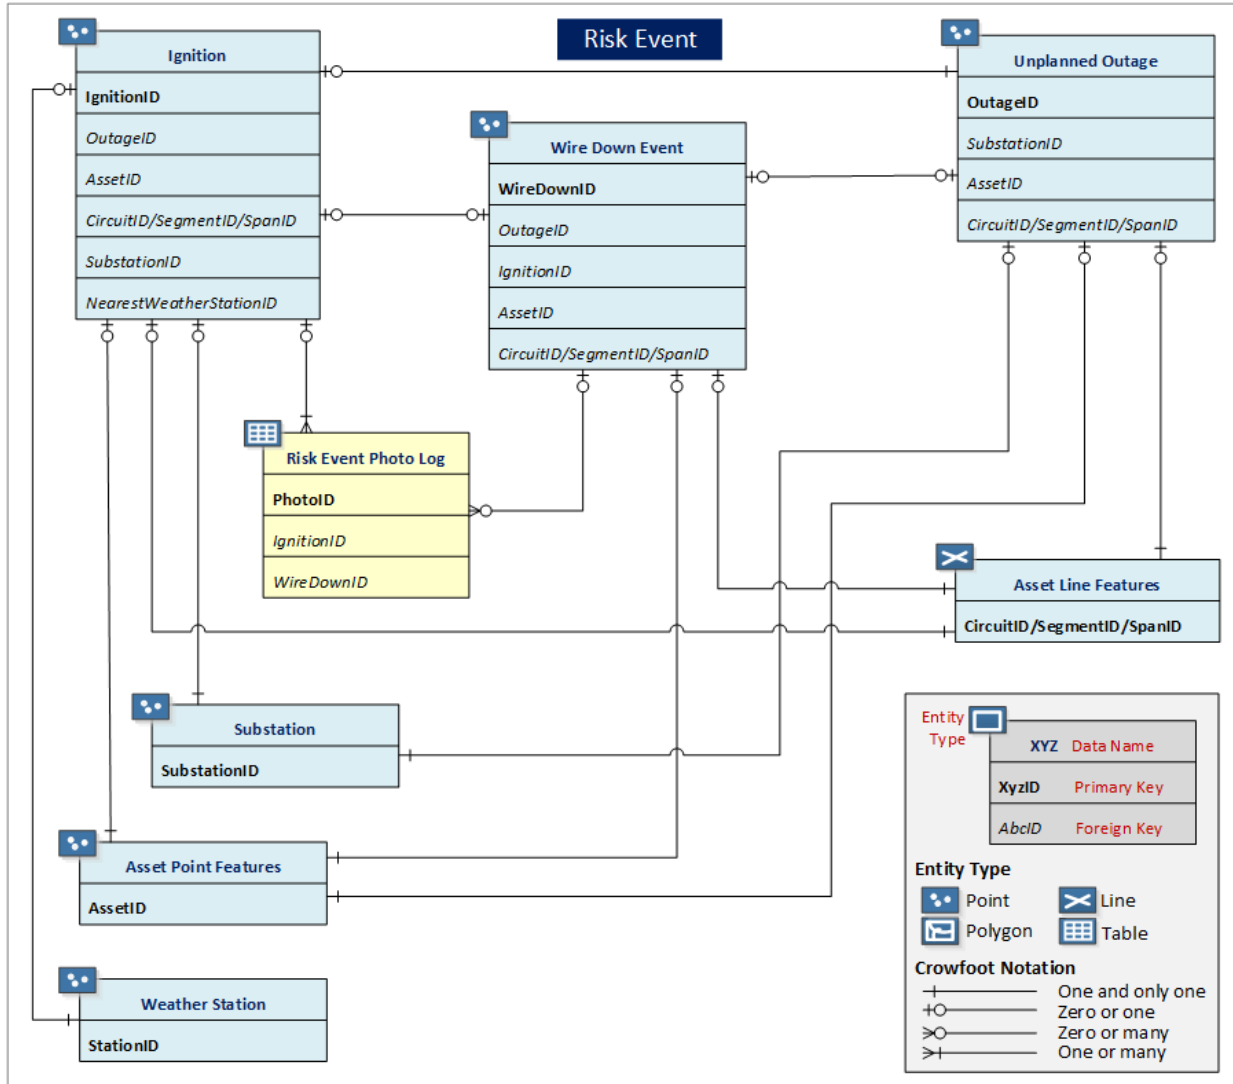 Risk Event
Ignition
IgnitionID
OutageID
AssetID
CircuitID/SegmentID/SpanID
SubstationID
NearestWeatherStationID
Wire Down Event
WireDownID
OutageID
IgnitionID
AssetID
CircuitID/SegmentID/SpanID
Unplanned Outage
OutageID
SubstationID
AssetID
CircuitID/SegmentID/SpanID
Risk Event Photo Log
PhotoID
IgnitionID
WireDownID
Asset Line Features
CircuitID/SegmentID/SpanID
Substation
SubstationID
Asset Point Features
AssetID
Weather Station
StationID
Entity
Type
XYZ Data Name
XyzID Primary Key
AbcID Foreign Key
Entity Type
Point
Line
Polygon
Table
Crowfoot Notation
One and only one
Zero or one
Zero or many
One or many